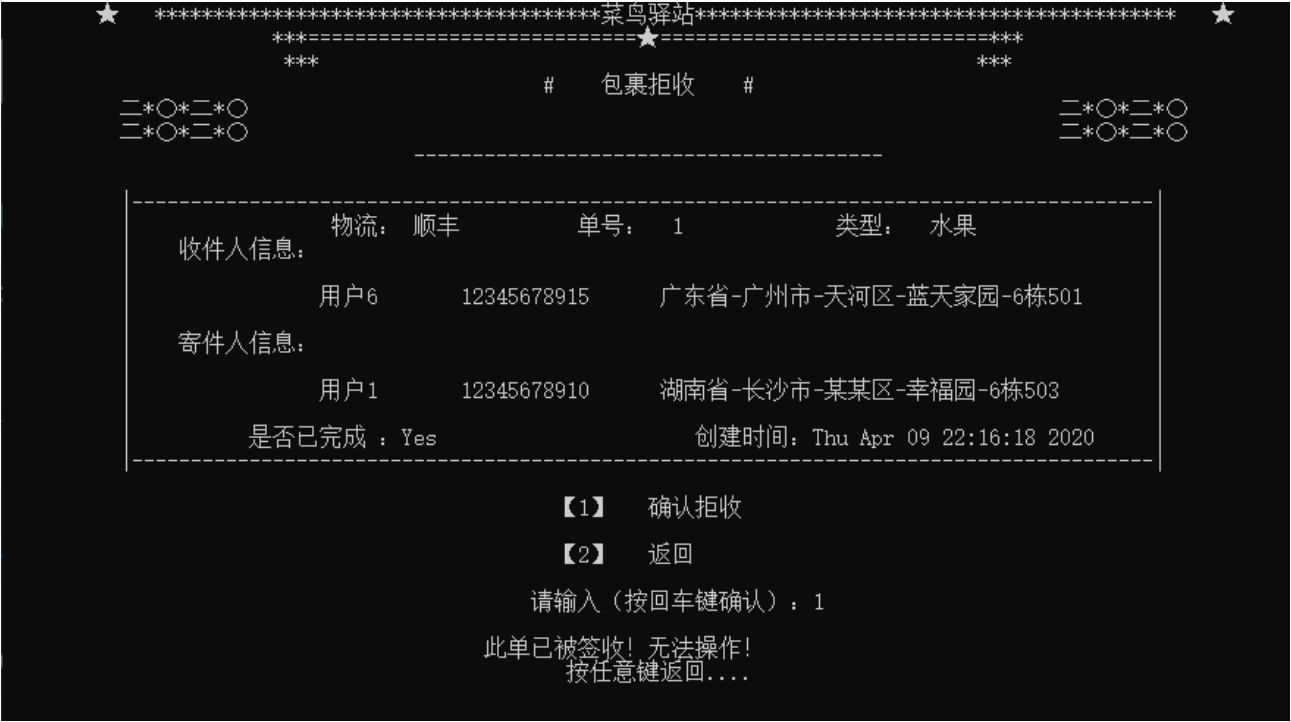 ★ **************************************菜鸟驿站***************************************** ★
***============================★============================***
*** ***
# 包裹拒收 #
二*〇*二*〇 二*〇*二*〇
二*〇*二*〇 二*〇*二*〇
----------------------------------------
|---------------------------------------------------------------------------------------|
物流: 顺丰 单号: 1 类型: 水果
收件人信息:
用户6 12345678915 广东省-广州市-天河区-蓝天家园-6栋501
寄件人信息:
用户1 12345678910 湖南省-长沙市-某某区-幸福园-6栋503
是否已完成 :Yes 创建时间:Thu Apr 09 22:16:18 2020
|---------------------------------------------------------------------------------------|
【1】 确认拒收
【2】 返回
请输入(按回车键确认):1
此单已被签收!无法操作!
按任意键返回....